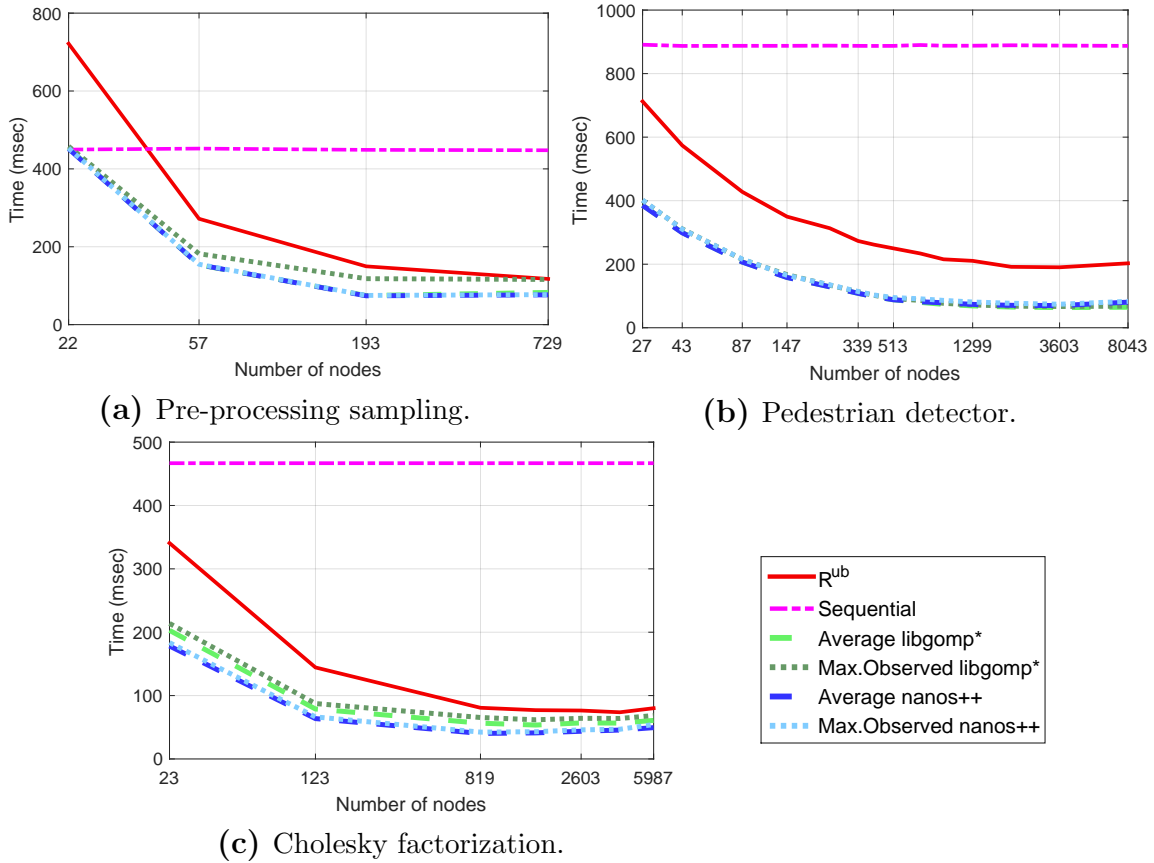 800
600
400
200
0
Time (msec)
22 57 193 729
Number of nodes
(a) Pre-processing sampling.
1000
800
600
400
200
0
Time (msec)
27 43 87 147 339 513 1299 3603 8043
Number of nodes
(b) Pedestrian detector.
500
400
300
200
100
0
Time (msec)
23 123 819 2603 5987
Number of nodes
(c) Cholesky factorization.
R^ub
Sequential
Average libgomp*
Max.Observed libgomp*
Average nanos++
Max.Observed nanos++